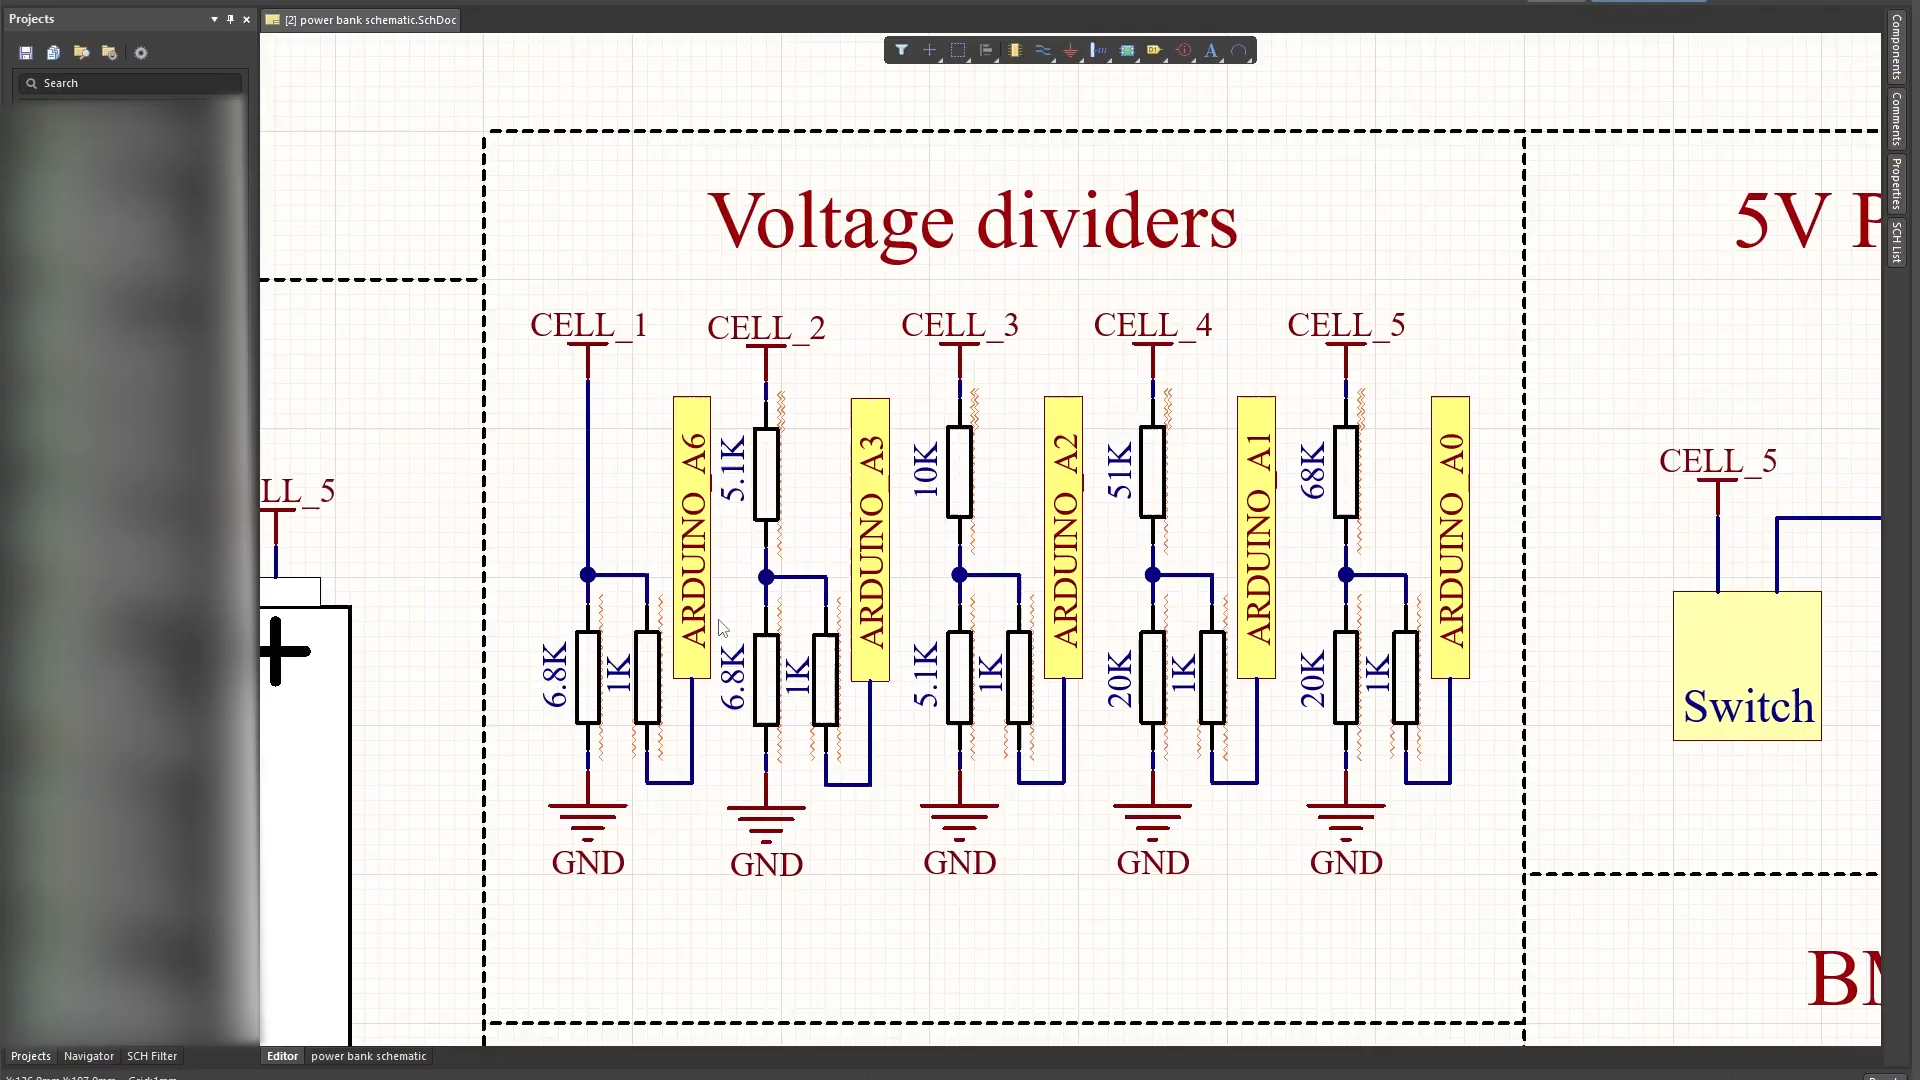 Projects
[2] power bank schematic.SchDoc
Search
Components
Comments
Properties
SCH List
Voltage dividers
5V P
CELL_1
CELL_2
CELL_3
CELL_4
CELL_5
LL_5
CELL_5
5.1K
10K
51K
68K
ARDUINO_A6
ARDUINO_A3
ARDUINO_A2
ARDUINO_A1
ARDUINO_A0
6.8K
1K
6.8K
1K
5.1K
1K
20K
1K
20K
1K
Switch
GND
GND
GND
GND
GND
Projects
Navigator
SCH Filter
Editor
power bank schematic